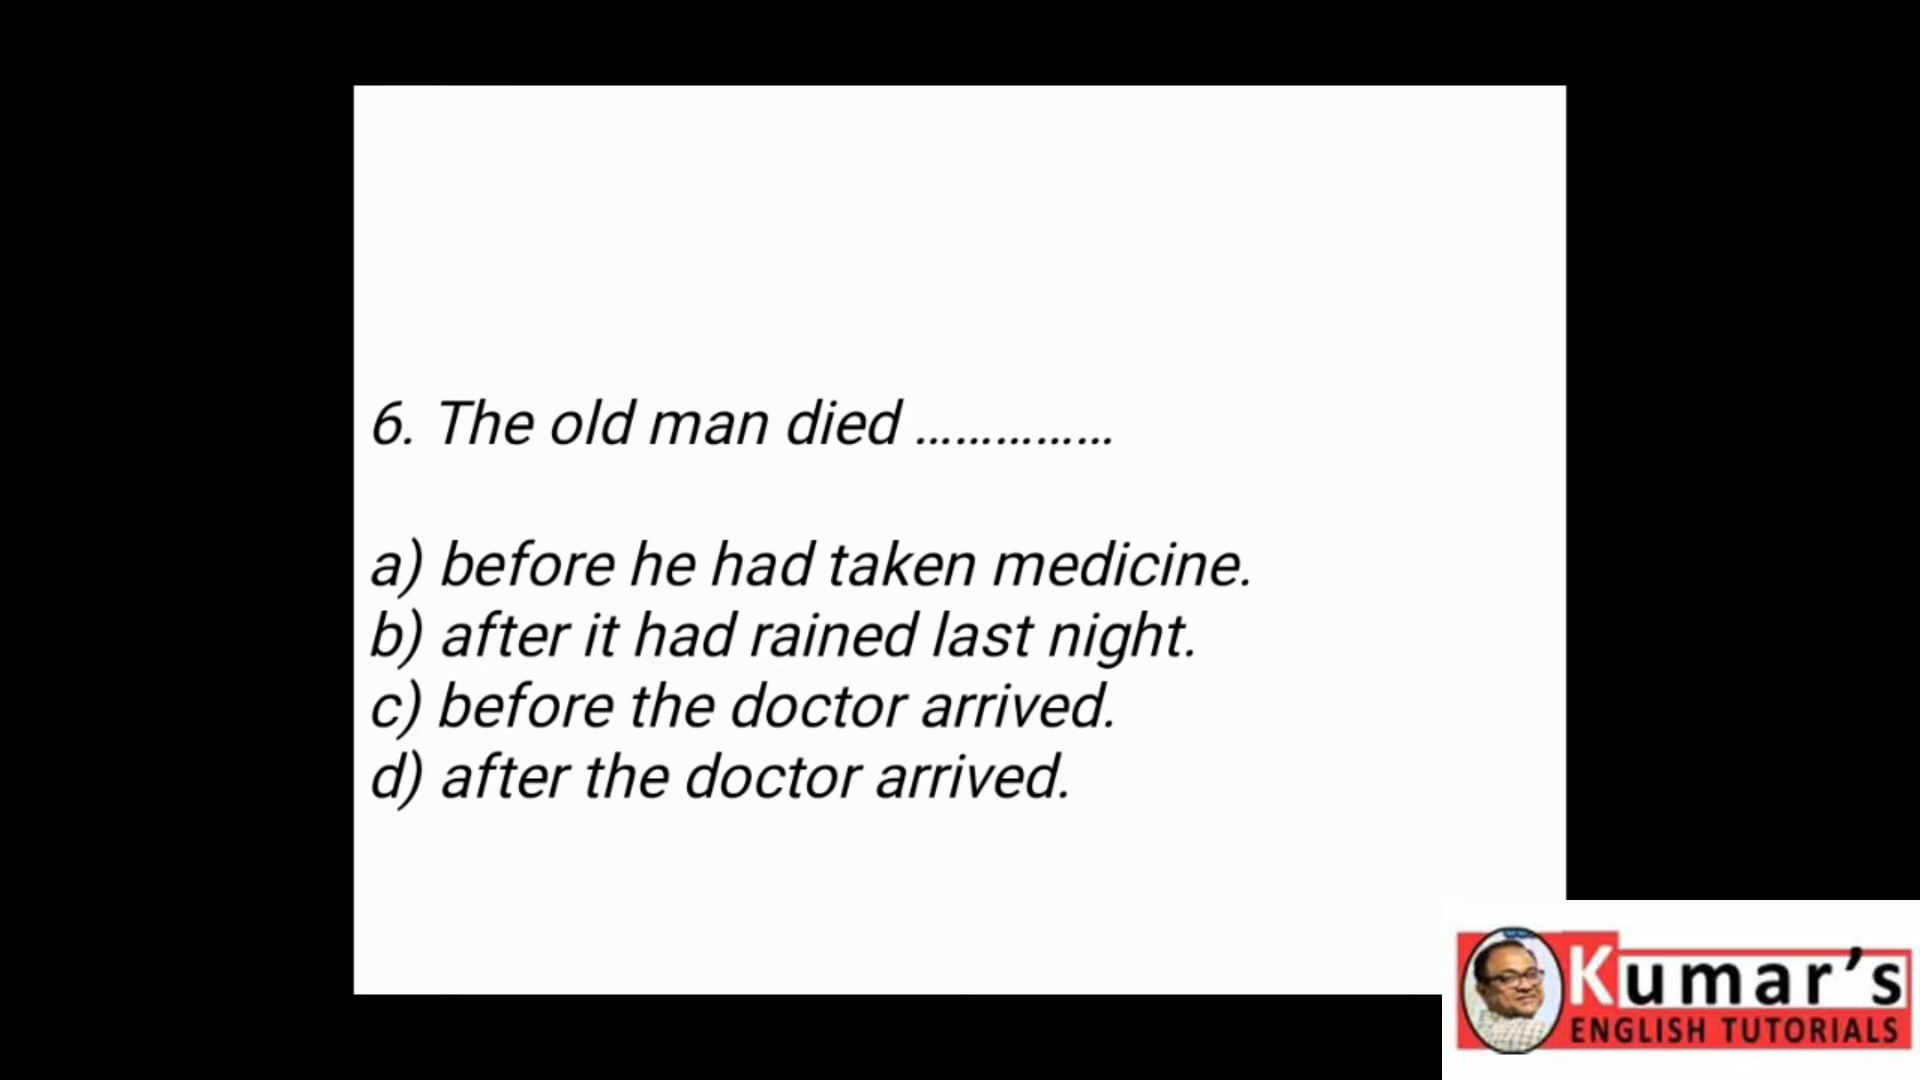 6. The old man died ...............
a) before he had taken medicine.
b) after it had rained last night.
c) before the doctor arrived.
d) after the doctor arrived.
Kumar's
ENGLISH TUTORIALS